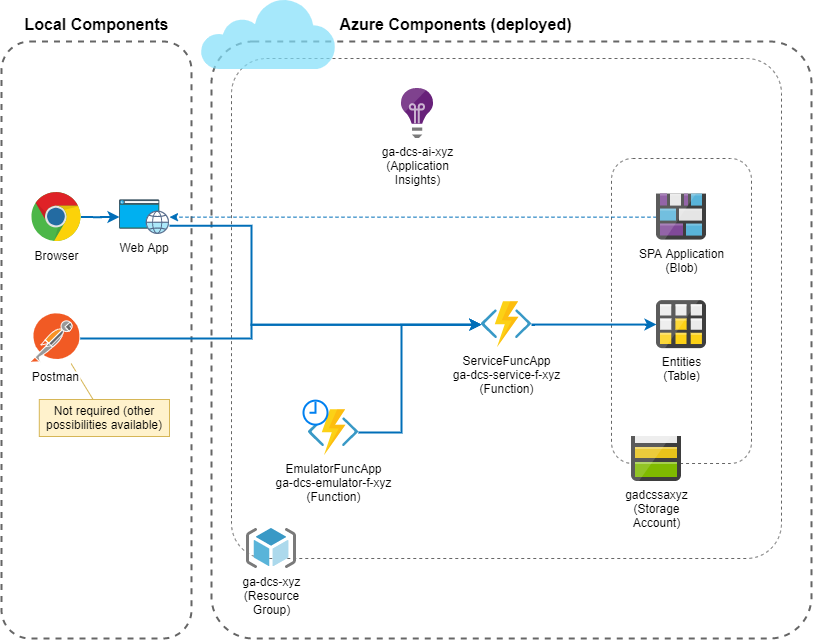 Local Components
Azure Components (deployed)
ga-dcs-ai-xyz
(Application
Insights)
Browser
Web App
SPA Application
(Blob)
Postman
Not required (other
possibilities available)
ServiceFuncApp
ga-dcs-service-f-xyz
(Function)
Entities
(Table)
EmulatorFuncApp
ga-dcs-emulator-f-xyz
(Function)
gadcssaxyz
(Storage
Account)
ga-dcs-xyz
(Resource
Group)